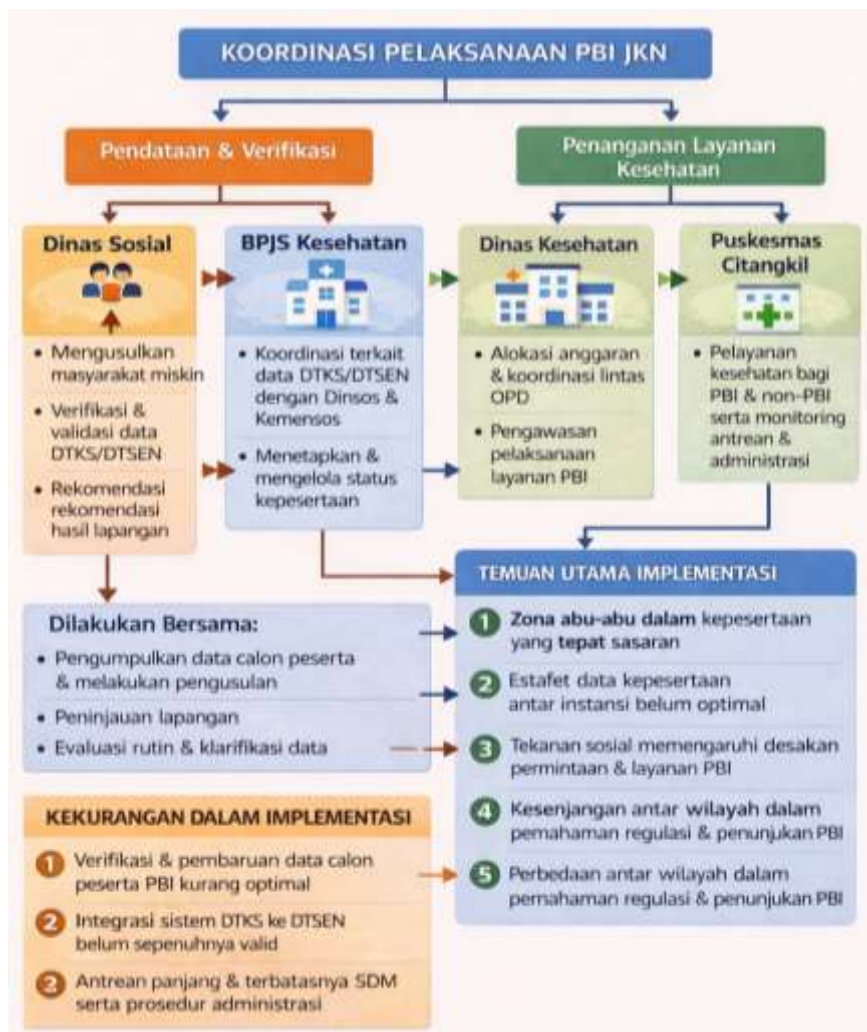 KOORDINASI PELAKSANAAN PBI JKN
Pendataan & Verifikasi
Penanganan Layanan
Kesehatan
Dinas Sosial
• Mengusulkan
masyarakat miskin
• Verifikasi &
validasi data
DTKS/DTSEN
• Rekomendasi
rekomendasi
hasil lapangan
BPJS Kesehatan
• Koordinasi terkait
data DTKS/DTSEN
dengan Dinsos &
Kemensos
• Menetapkan &
mengelola status
kepesertaan
Dinas Kesehatan
• Alokasi anggaran
& koordinasi lintas
OPD
• Pengawasan
pelaksanaan
layanan PBI
Puskesmas
Citangkil
• Pelayanan
kesehatan bagi
PBI & non-PBI
serta monitoring
antrean &
administrasi
Dilakukan Bersama:
• Pengumpulkan data calon peserta
& melakukan pengusulan
• Peninjauan lapangan
• Evaluasi rutin & klarifikasi data
TEMUAN UTAMA IMPLEMENTASI
1 Zona abu-abu dalam kepesertaan
yang tepat sasaran
2 Estafet data kepesertaan
antar instansi belum optimal
3 Tekanan sosial memengaruhi desakan
permintaan & layanan PBI
4 Kesenjangan antar wilayah dalam
pemahaman regulasi & penunjukan PBI
5 Perbedaan antar wilayah dalam
pemahaman regulasi & penunjukan PBI
KEKURANGAN DALAM IMPLEMENTASI
1 Verifikasi & pembaruan data calon
peserta PBI kurang optimal
2 Integrasi sistem DTKS ke DTSEN
belum sepenuhnya valid
2 Antrean panjang & terbatasnya SDM
serta prosedur administrasi